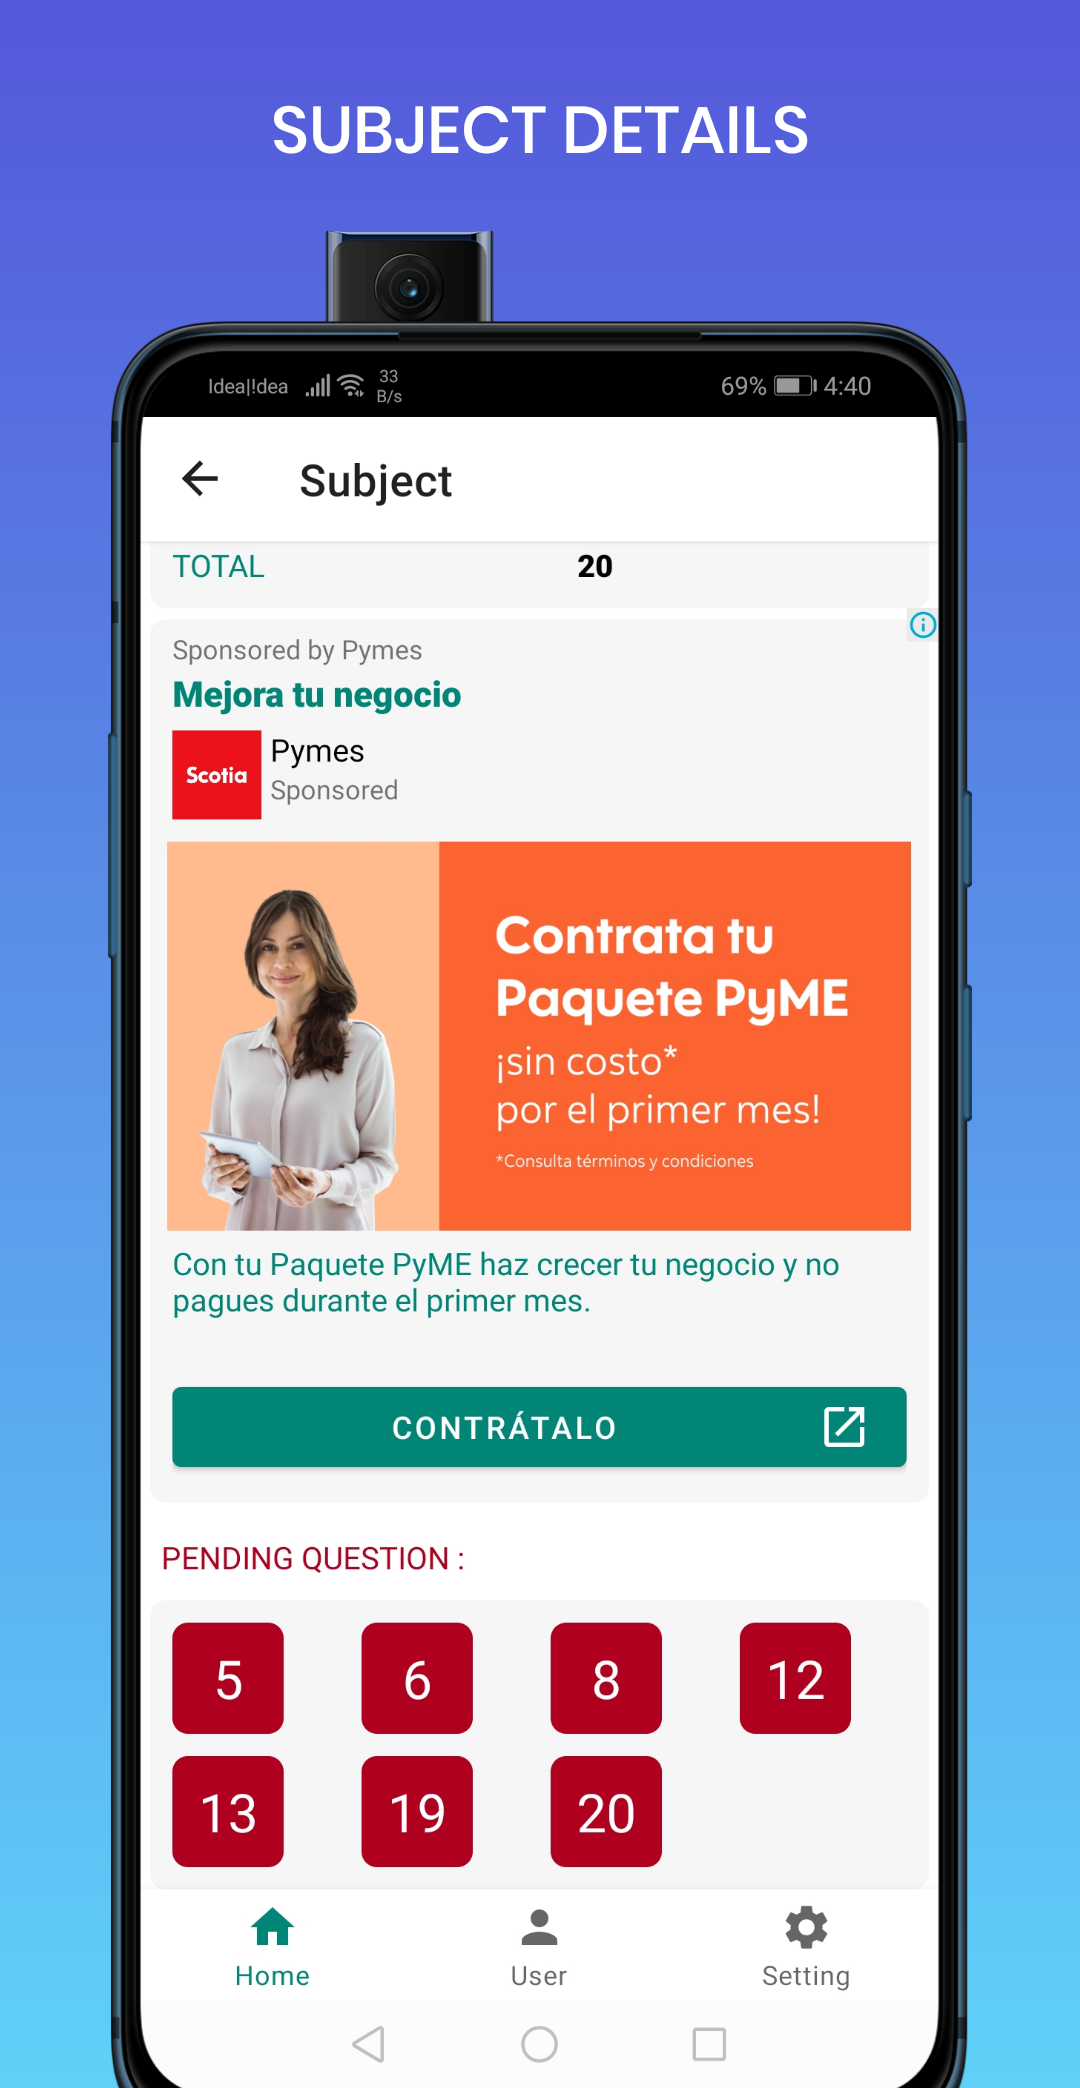 SUBJECT DETAILS
Idea|!dea 33 B/s 69% 4:40
Subject
TOTAL 20
Sponsored by Pymes
Mejora tu negocio
Scotia
Pymes
Sponsored
Contrata tu
Paquete PyME
¡sin costo*
por el primer mes!
*Consulta términos y condiciones
Con tu Paquete PyME haz crecer tu negocio y no
pagues durante el primer mes.
CONTRÁTALO
PENDING QUESTION :
5 6 8 12
13 19 20
Home User Setting